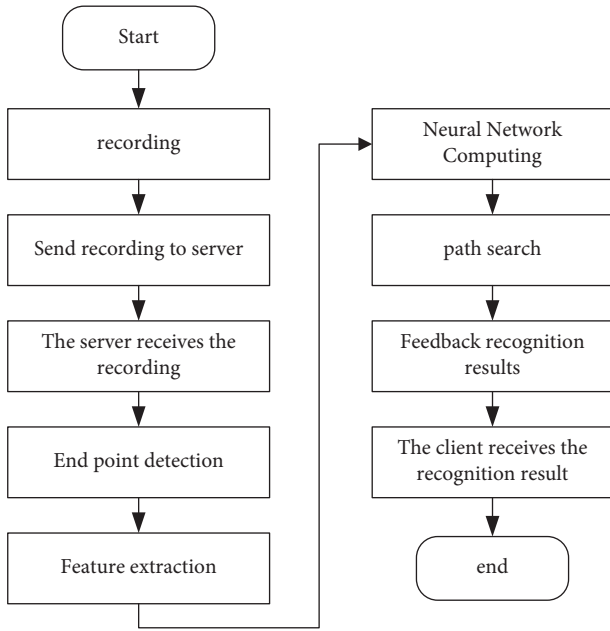 Start
recording
Send recording to server
The server receives the
recording
End point detection
Feature extraction
Neural Network
Computing
path search
Feedback recognition
results
The client receives the
recognition result
end